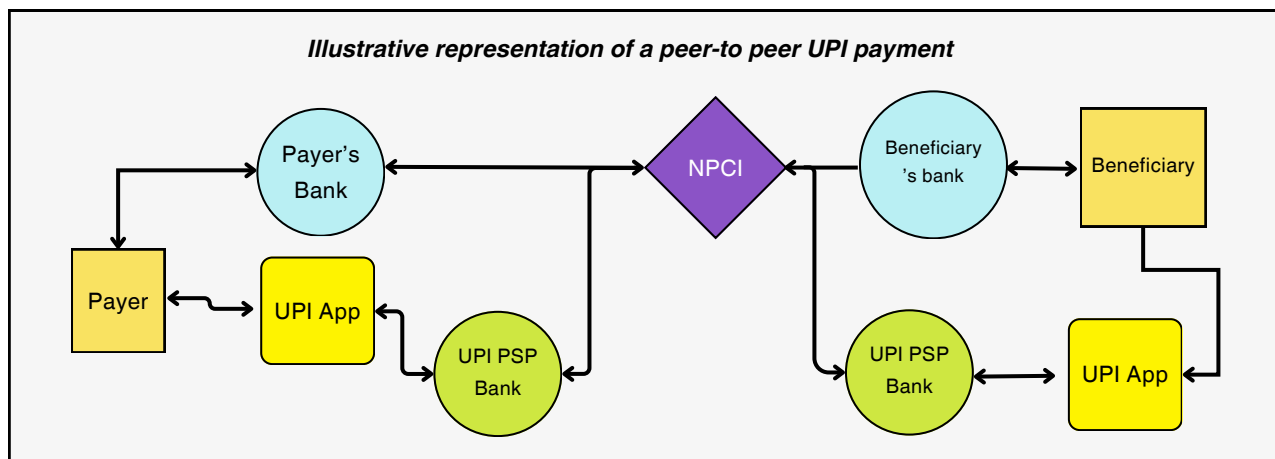 Illustrative representation of a peer-to peer UPI payment
Payer's
Bank
NPCI
Beneficiary
's bank
Beneficiary
Payer
UPI App
UPI PSP
Bank
UPI PSP
Bank
UPI App